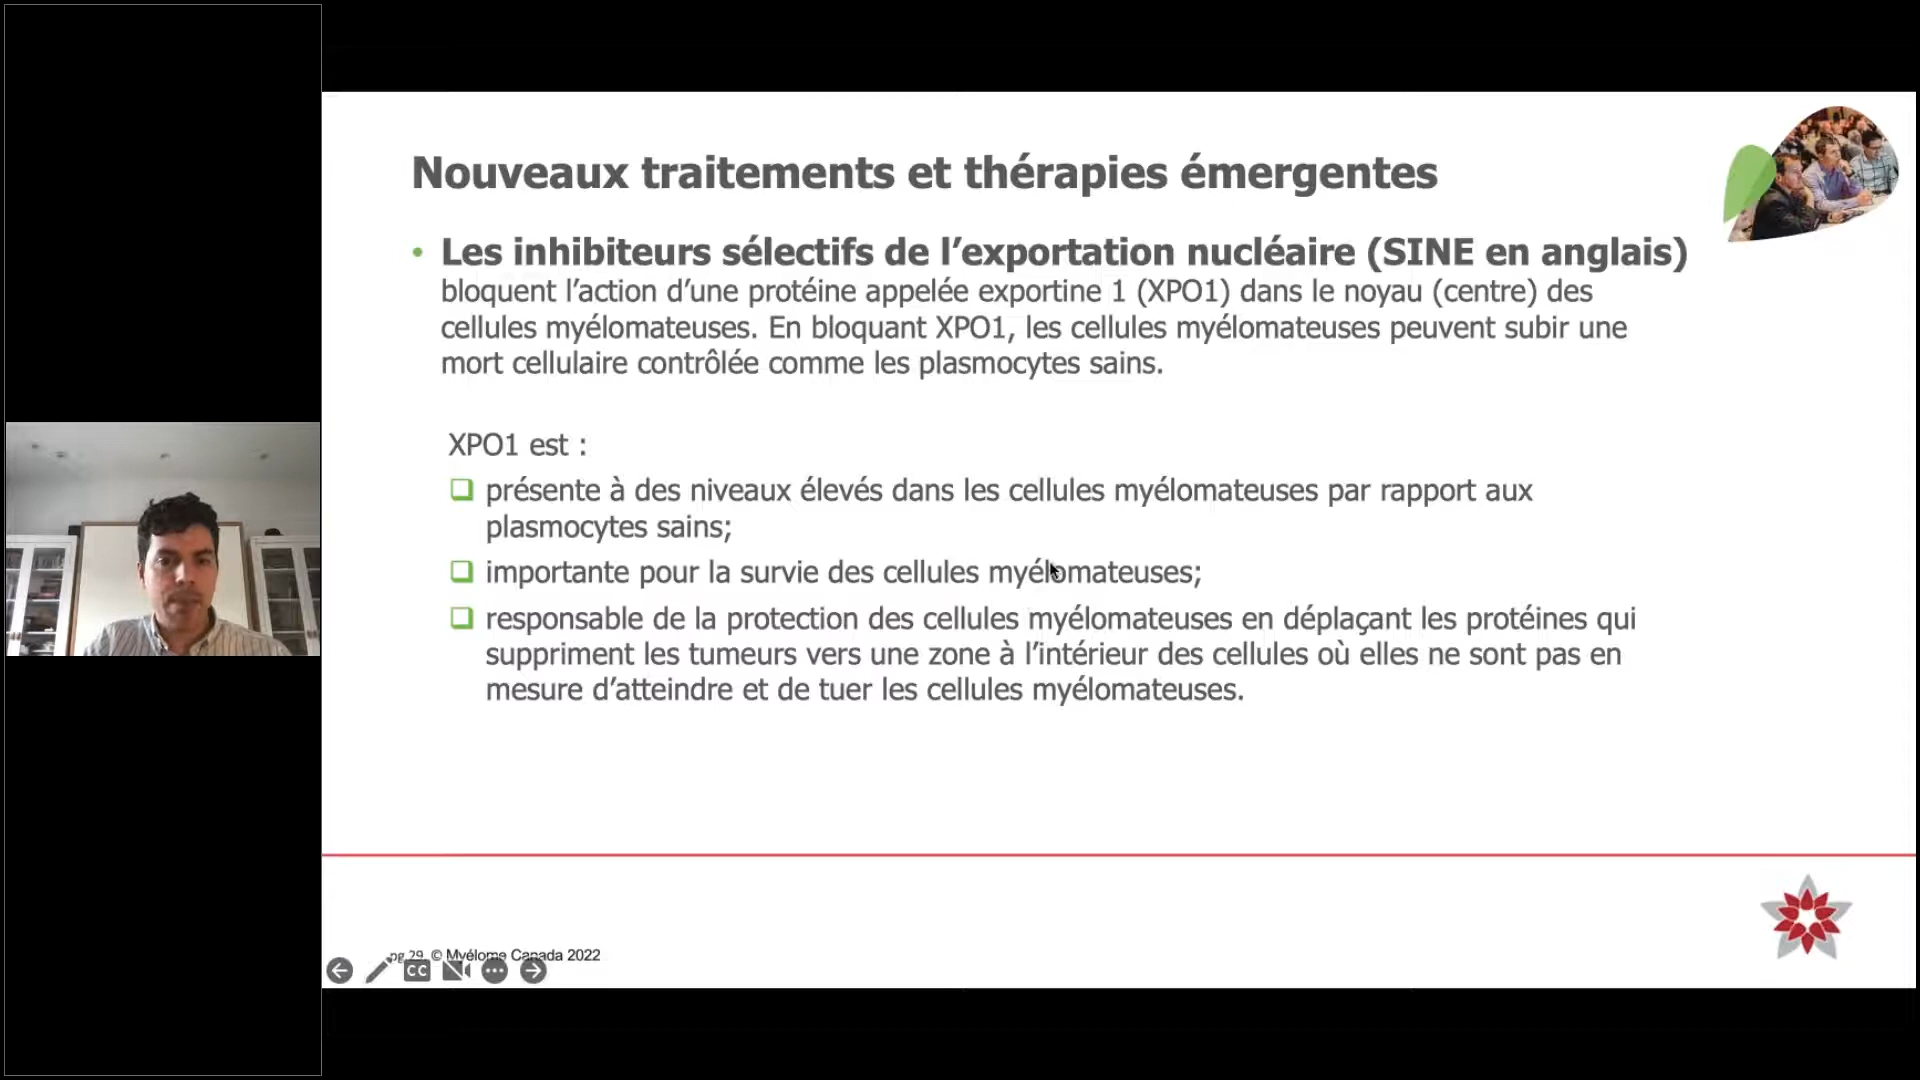 Nouveaux traitements et thérapies émergentes
• Les inhibiteurs sélectifs de l’exportation nucléaire (SINE en anglais)
bloquent l’action d’une protéine appelée exportine 1 (XPO1) dans le noyau (centre) des
cellules myélomateuses. En bloquant XPO1, les cellules myélomateuses peuvent subir une
mort cellulaire contrôlée comme les plasmocytes sains.
XPO1 est :
❑ présente à des niveaux élevés dans les cellules myélomateuses par rapport aux
plasmocytes sains;
❑ importante pour la survie des cellules myélomateuses;
❑ responsable de la protection des cellules myélomateuses en déplaçant les protéines qui
suppriment les tumeurs vers une zone à l’intérieur des cellules où elles ne sont pas en
mesure d’atteindre et de tuer les cellules myélomateuses.
pg 29 © Myélome Canada 2022
CC